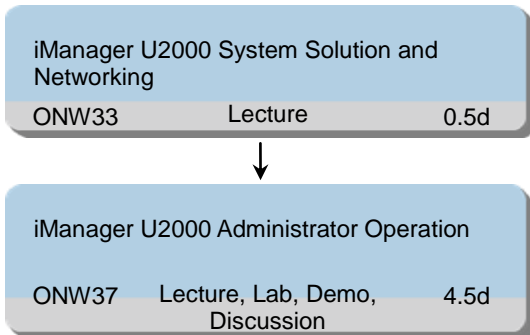 iManager U2000 System Solution and
Networking
ONW33 Lecture 0.5d
iManager U2000 Administrator Operation
ONW37 Lecture, Lab, Demo, 4.5d
Discussion